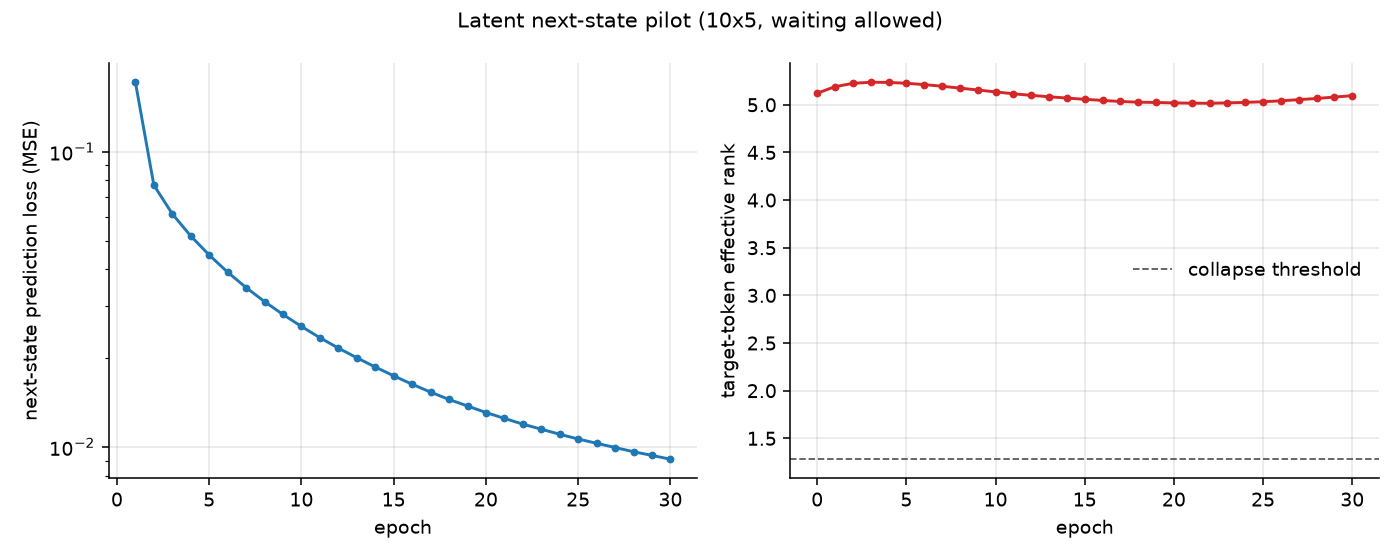 Latent next-state pilot (10x5, waiting allowed)
next-state prediction loss (MSE)
10⁻¹
10⁻²
0 5 10 15 20 25 30
epoch
target-token effective rank
5.0
4.5
4.0
3.5
3.0
2.5
2.0
1.5
collapse threshold
0 5 10 15 20 25 30
epoch